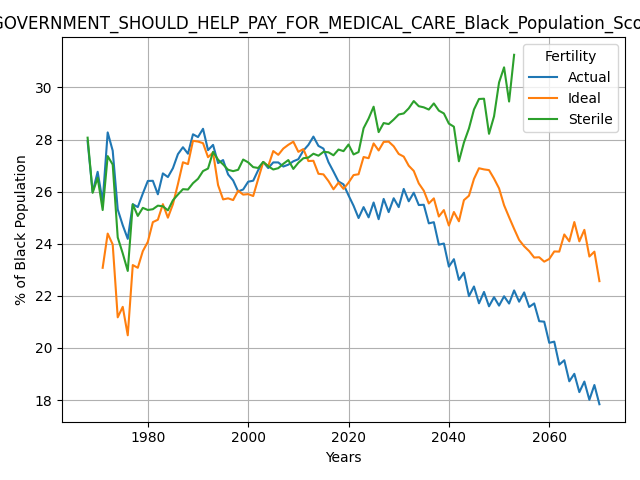 GOVERNMENT_SHOULD_HELP_PAY_FOR_MEDICAL_CARE_Black_Population_Sco
Fertility
Actual
Ideal
Sterile
% of Black Population
30
28
26
24
22
20
18
1980
2000
2020
2040
2060
Years